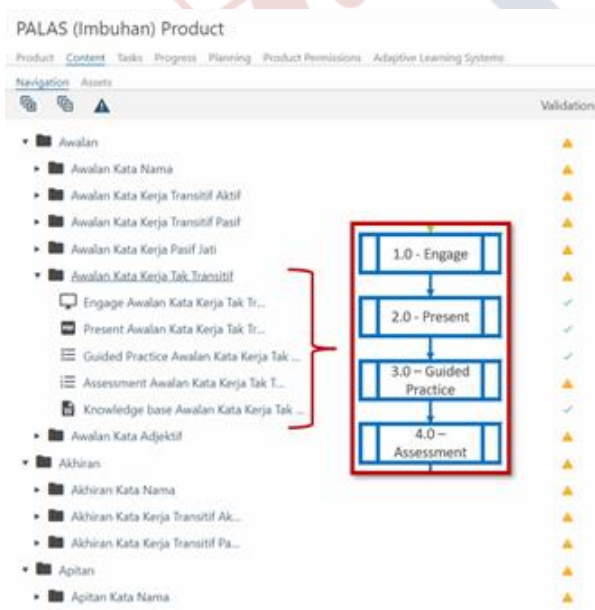 PALAS (Imbuhan) Product
Product Content Tasks Progress Planning Product Permissions Adaptive Learning Systems
Navigation Assets
Validation
Awalan
Awalan Kata Nama
Awalan Kata Kerja Transitif Aktif
Awalan Kata Kerja Transitif Pasif
Awalan Kata Kerja Pasif Jati
Awalan Kata Kerja Tak Transitif
Engage Awalan Kata Kerja Tak Tr...
Present Awalan Kata Kerja Tak Tr...
Guided Practice Awalan Kata Kerja Tak ...
Assessment Awalan Kata Kerja Tak T...
Knowledge base Awalan Kata Kerja Tak ...
Awalan Kata Adjektif
Akhiran
Akhiran Kata Nama
Akhiran Kata Kerja Transitif Ak...
Akhiran Kata Kerja Transitif Pa...
Apitan
Apitan Kata Nama
1.0 - Engage
2.0 - Present
3.0 – Guided
Practice
4.0 –
Assessment